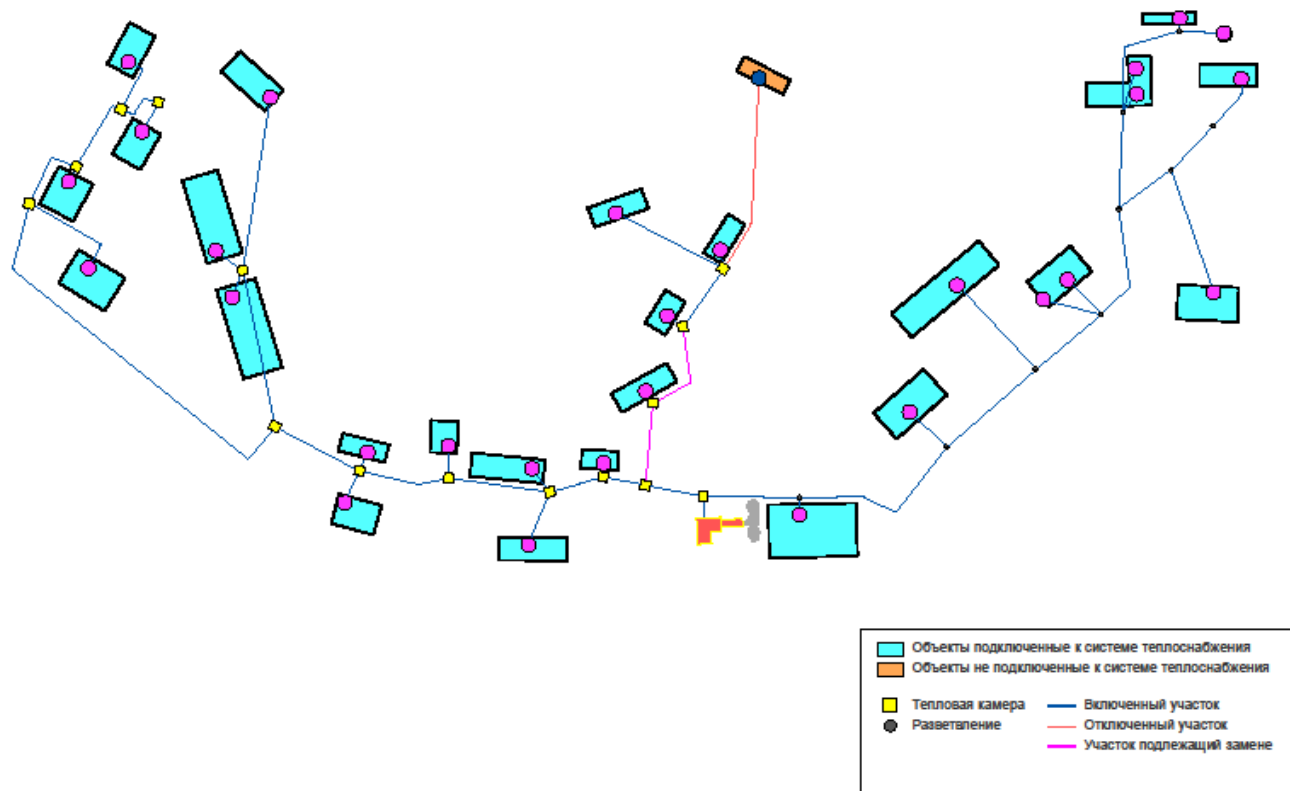 Объекты подключенные к системе теплоснабжения
Объекты не подключенные к системе теплоснабжения
Тепловая камера
Включенный участок
Разветвление
Отключенный участок
Участок подлежащий замене